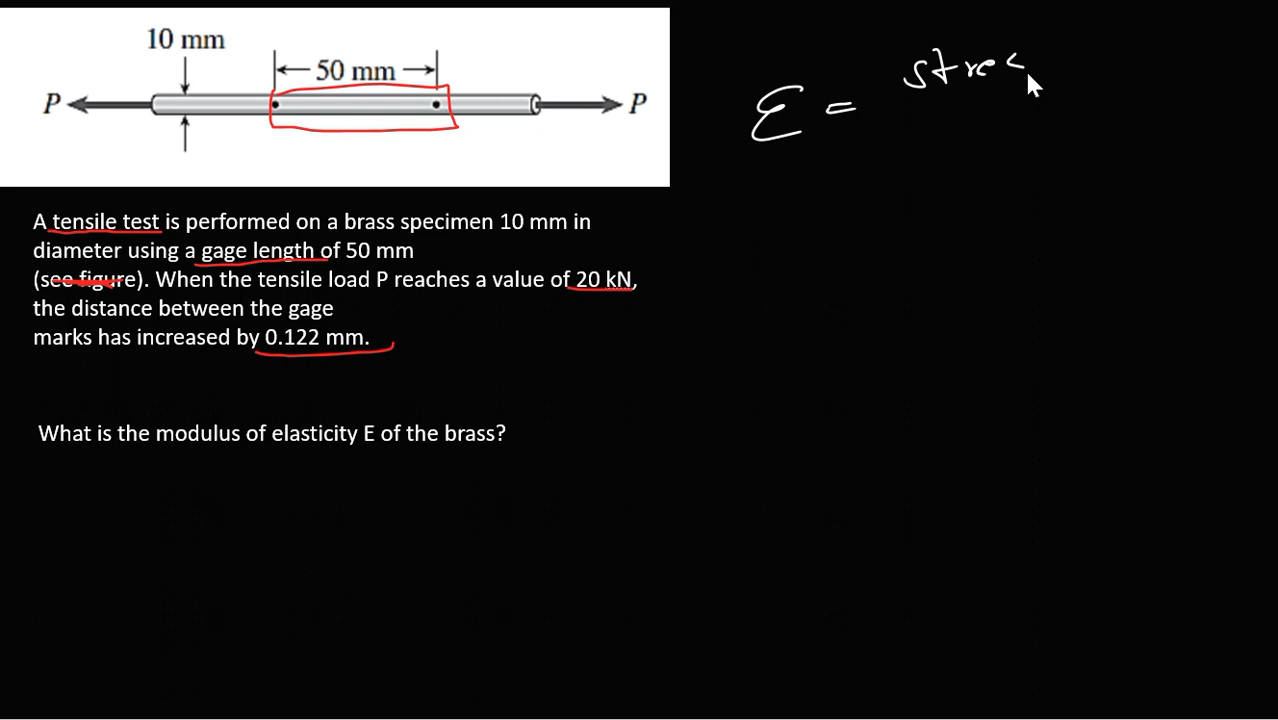 10 mm
50 mm
P P
A tensile test is performed on a brass specimen 10 mm in
diameter using a gage length of 50 mm
(see figure). When the tensile load P reaches a value of 20 kN,
the distance between the gage
marks has increased by 0.122 mm.
What is the modulus of elasticity E of the brass?
E =